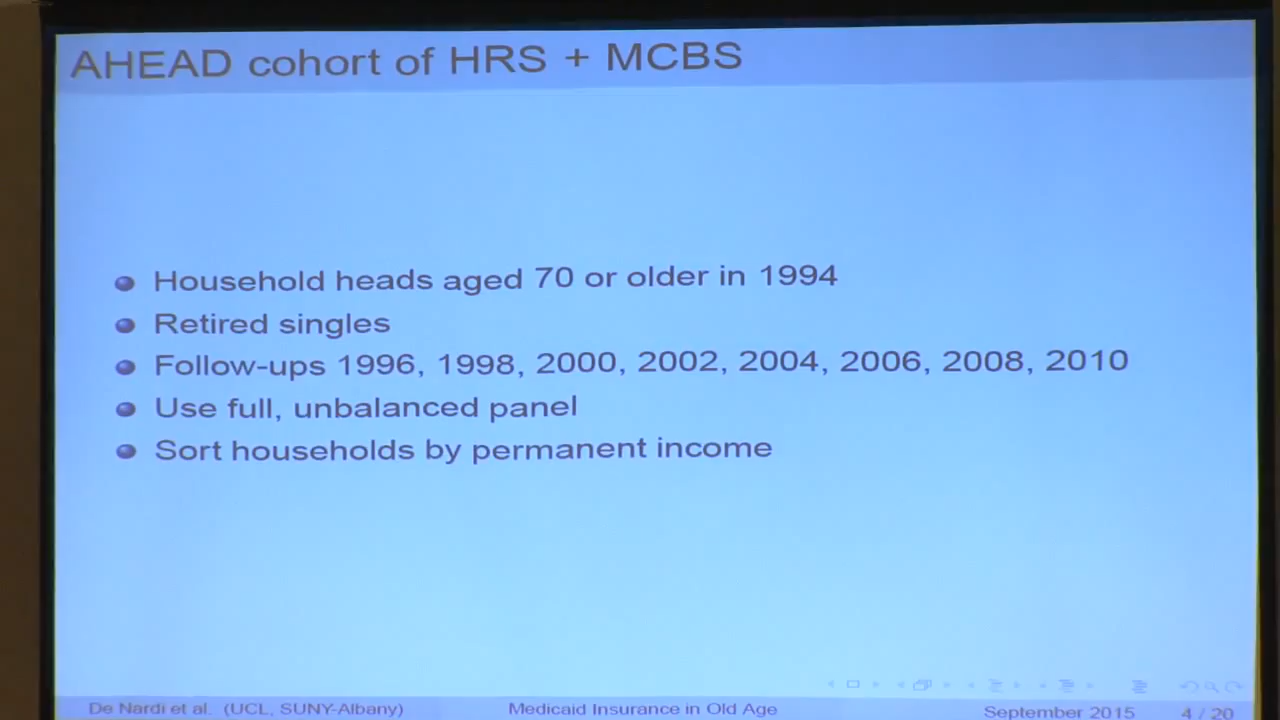 AHEAD cohort of HRS + MCBS
Household heads aged 70 or older in 1994
Retired singles
Follow-ups 1996, 1998, 2000, 2002, 2004, 2006, 2008, 2010
Use full, unbalanced panel
Sort households by permanent income
De Nardi et al. (UCL, SUNY-Albany) Medicaid Insurance in Old Age September 2015 4 / 20